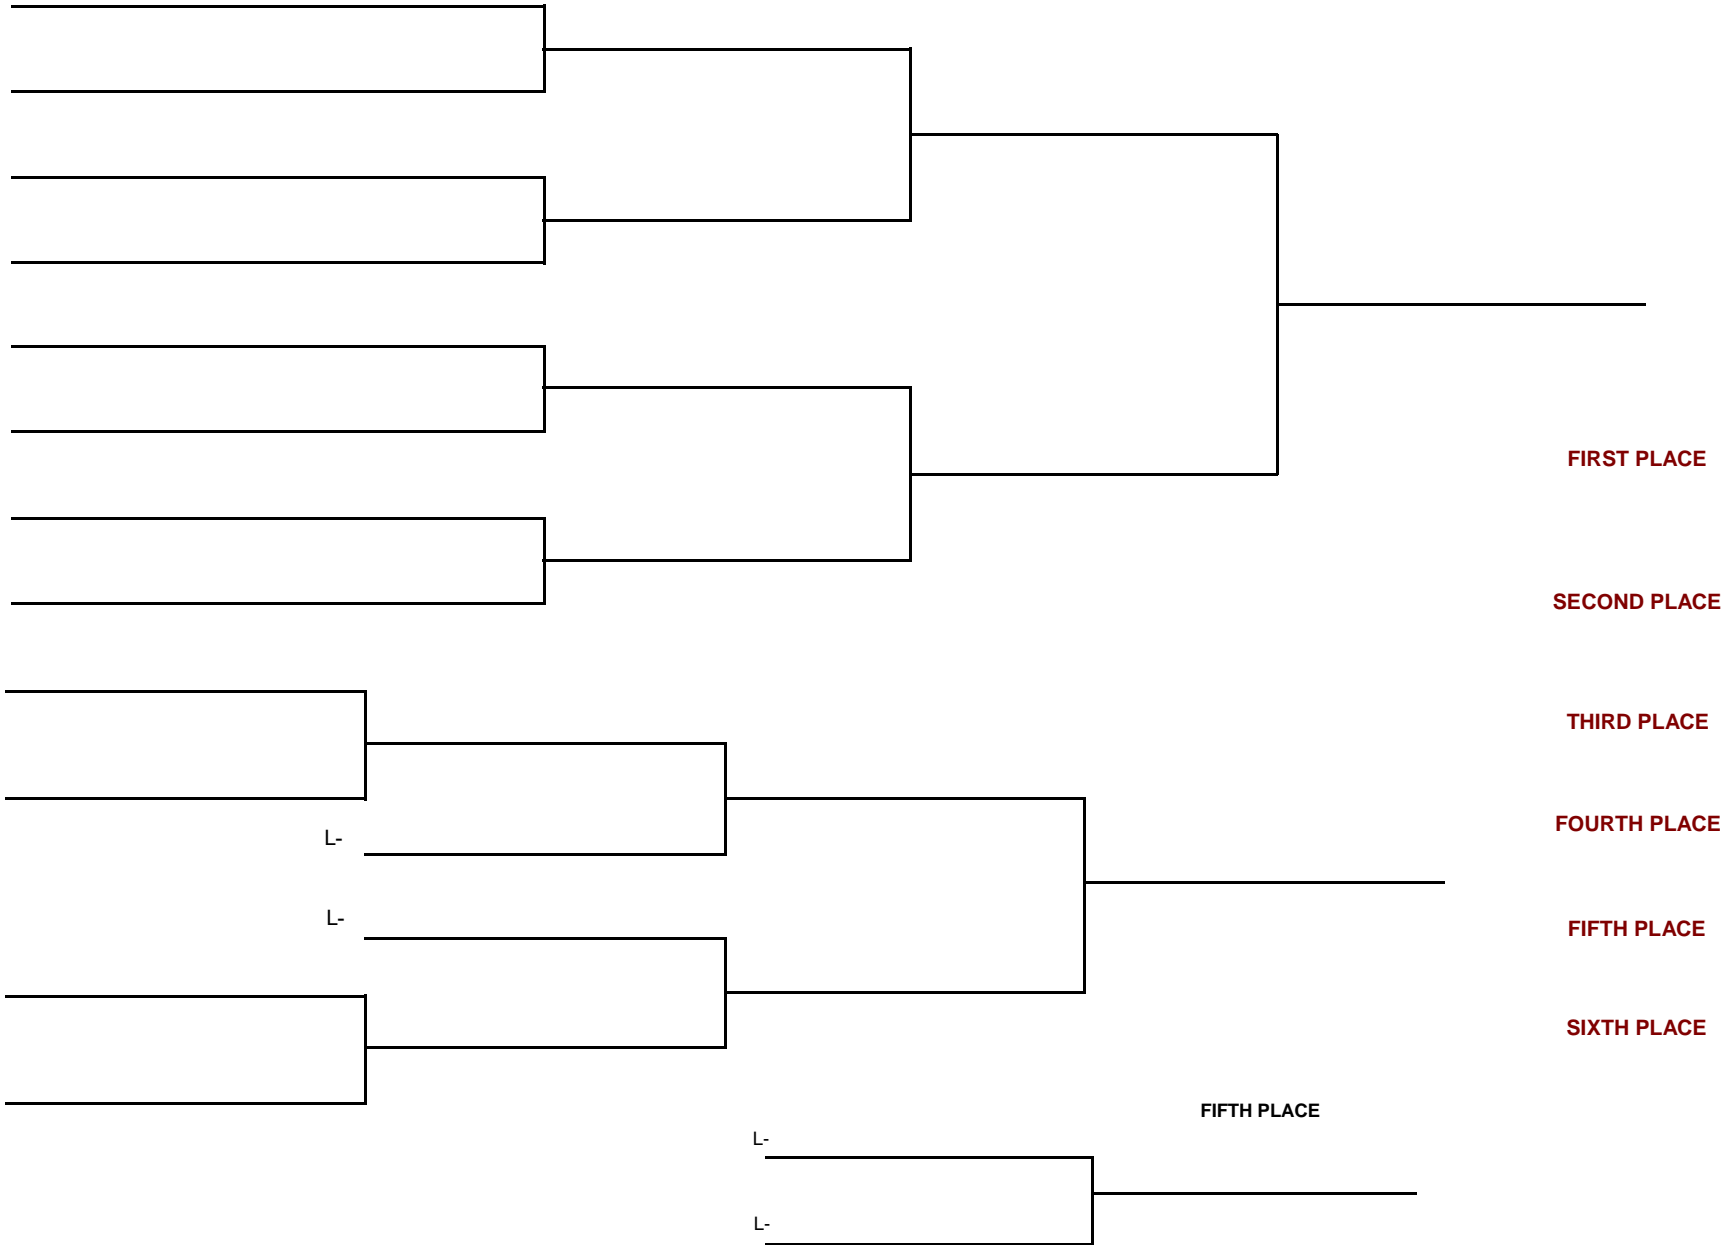 FIRST PLACE
SECOND PLACE
THIRD PLACE
FOURTH PLACE
L-
L-
FIFTH PLACE
SIXTH PLACE
FIFTH PLACE
L-
L-